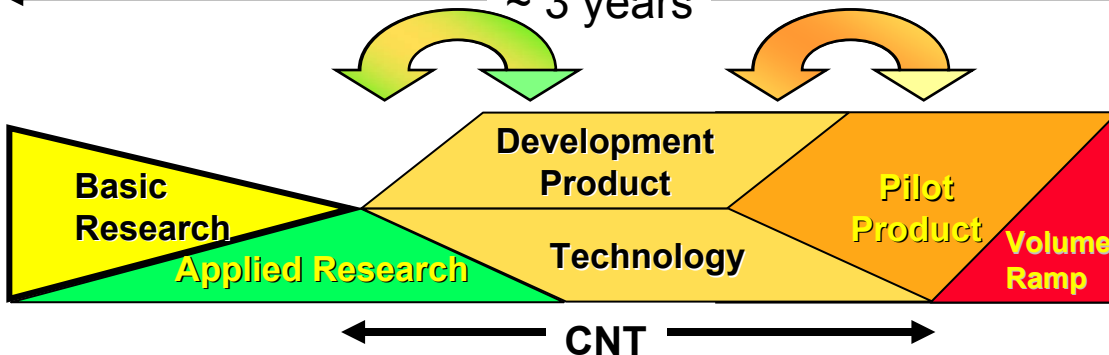 ~ 3 years
Development
Product
Basic
Research
Pilot
Product
Applied Research
Technology
Volume
Ramp
CNT